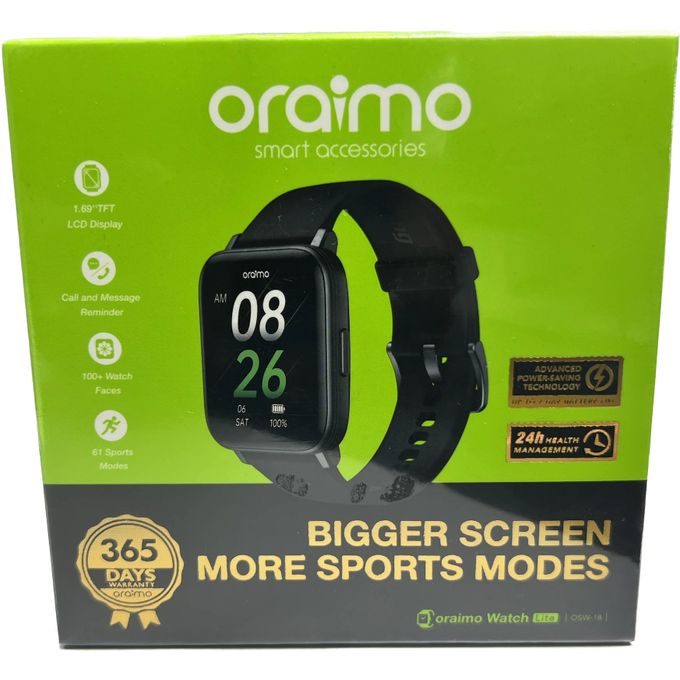 oraimo
smart accessories
1.69"TFT
LCD Display
Call and Message
Reminder
100+ Watch
Faces
61 Sports
Modes
oraimo
AM
08
26
06
SAT
100%
ADVANCED
POWER-SAVING
TECHNOLOGY
24h HEALTH
MANAGEMENT
365
DAYS
WARRANTY
oraimo
BIGGER SCREEN
MORE SPORTS MODES
oraimo Watch Lite | OSW-18 |